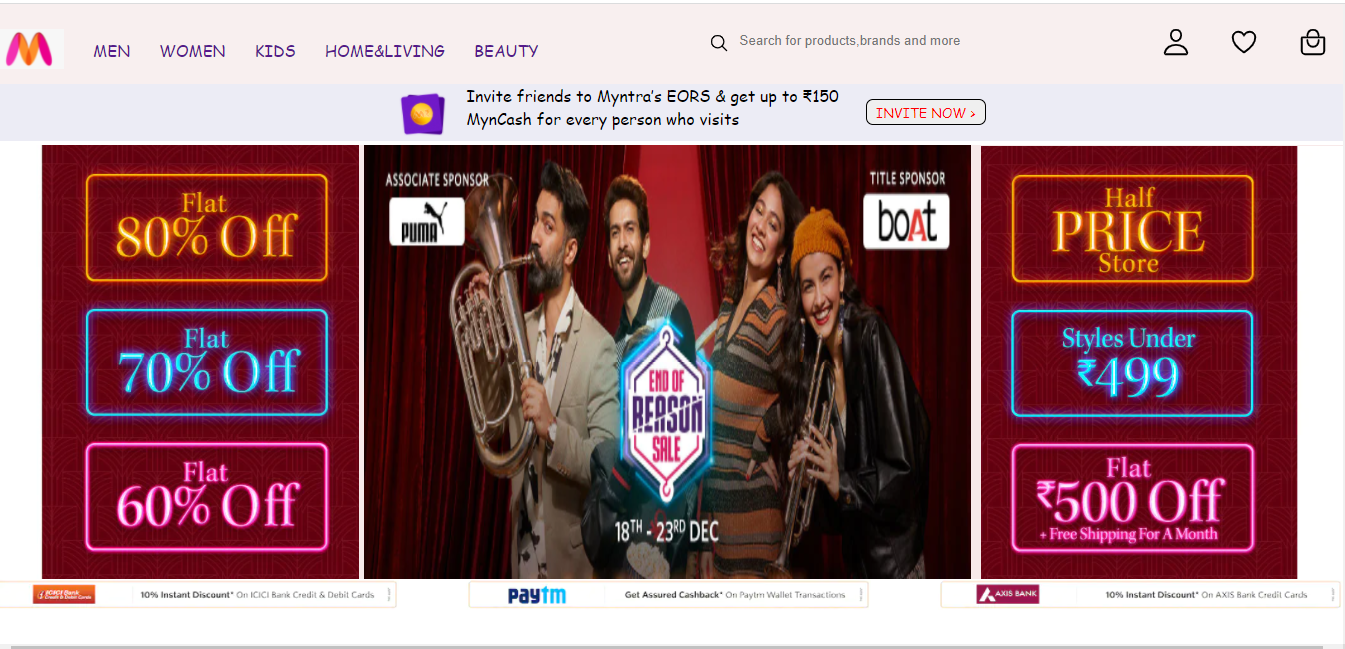 MEN WOMEN KIDS HOME&LIVING BEAUTY
Search for products,brands and more
Invite friends to Myntra's EORS & get up to ₹150
MynCash for every person who visits
INVITE NOW >
Flat
80% Off
Flat
70% Off
Flat
60% Off
ASSOCIATE SPONSOR
PUMA
TITLE SPONSOR
boAt
END OF
REASON
SALE
18TH - 23RD DEC
Half
PRICE
Store
Styles Under
₹499
Flat
₹500 Off
+ Free Shipping For A Month
ICICI Bank
Credit & Debit Cards
10% Instant Discount* On ICICI Bank Credit & Debit Cards
paytm
Get Assured Cashback* On Paytm Wallet Transactions
AXIS BANK
10% Instant Discount* On AXIS Bank Credit Cards